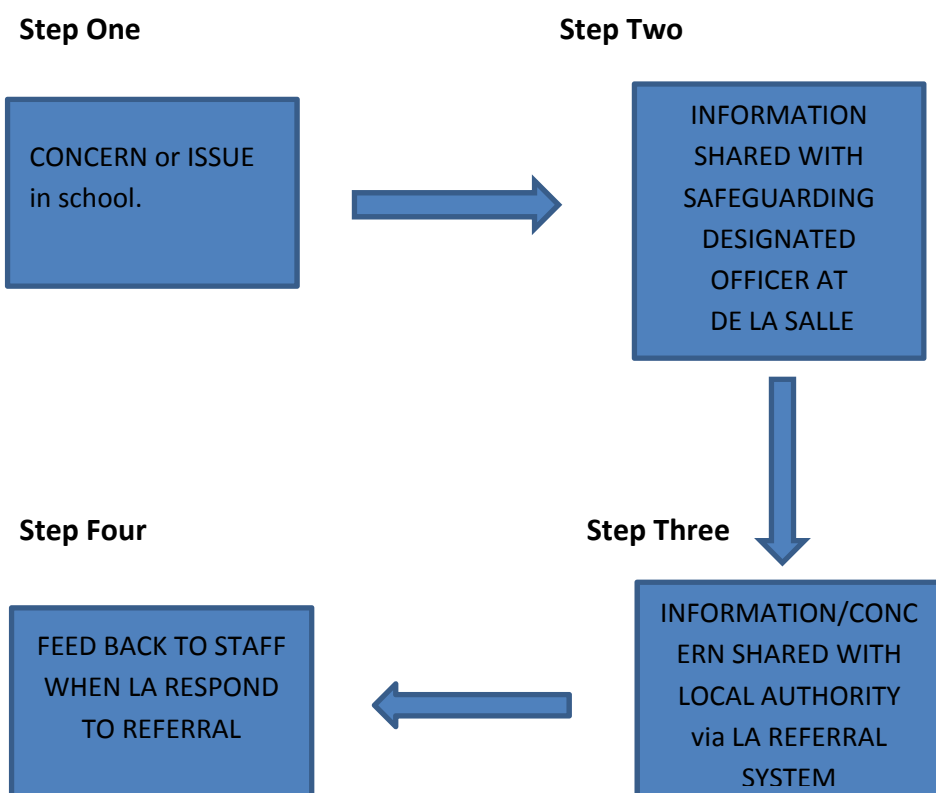 Step One
CONCERN or ISSUE
in school.
Step Two
INFORMATION
SHARED WITH
SAFEGUARDING
DESIGNATED
OFFICER AT
DE LA SALLE
Step Three
INFORMATION/CONC
ERN SHARED WITH
LOCAL AUTHORITY
via LA REFERRAL
SYSTEM
Step Four
FEED BACK TO STAFF
WHEN LA RESPOND
TO REFERRAL